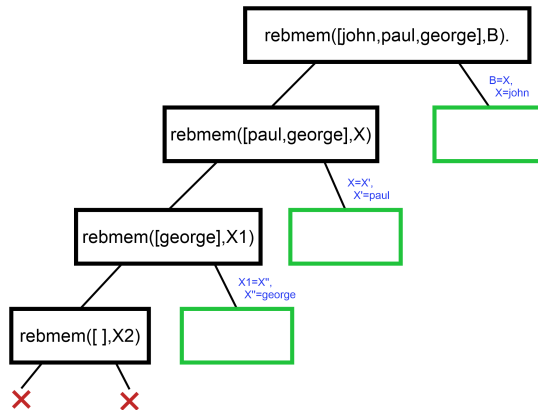 rebmem([john,paul,george],B).
B=X,
X=john
rebmem([paul,george],X)
X=X',
X'=paul
rebmem([george],X1)
X1=X",
X"=george
rebmem([ ],X2)